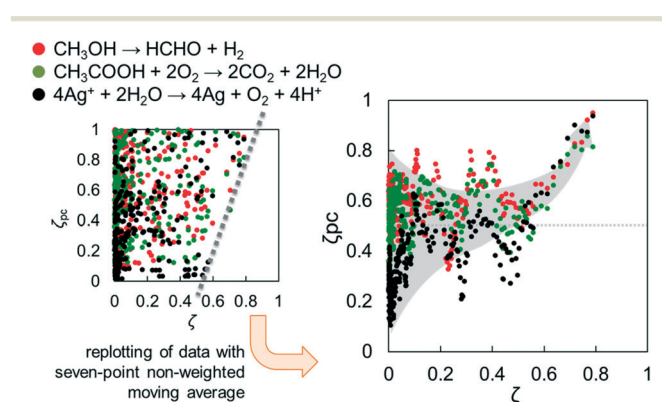 CH₃OH → HCHO + H₂
CH₃COOH + 2O₂ → 2CO₂ + 2H₂O
4Ag⁺ + 2H₂O → 4Ag + O₂ + 4H⁺
1
0.8
0.6
0.4
0.2
0
ζpc
0 0.2 0.4 0.6 0.8 1
ζ
replotting of data with
seven-point non-weighted
moving average
1
0.8
0.6
0.4
0.2
0
ζpc
0 0.2 0.4 0.6 0.8 1
ζ